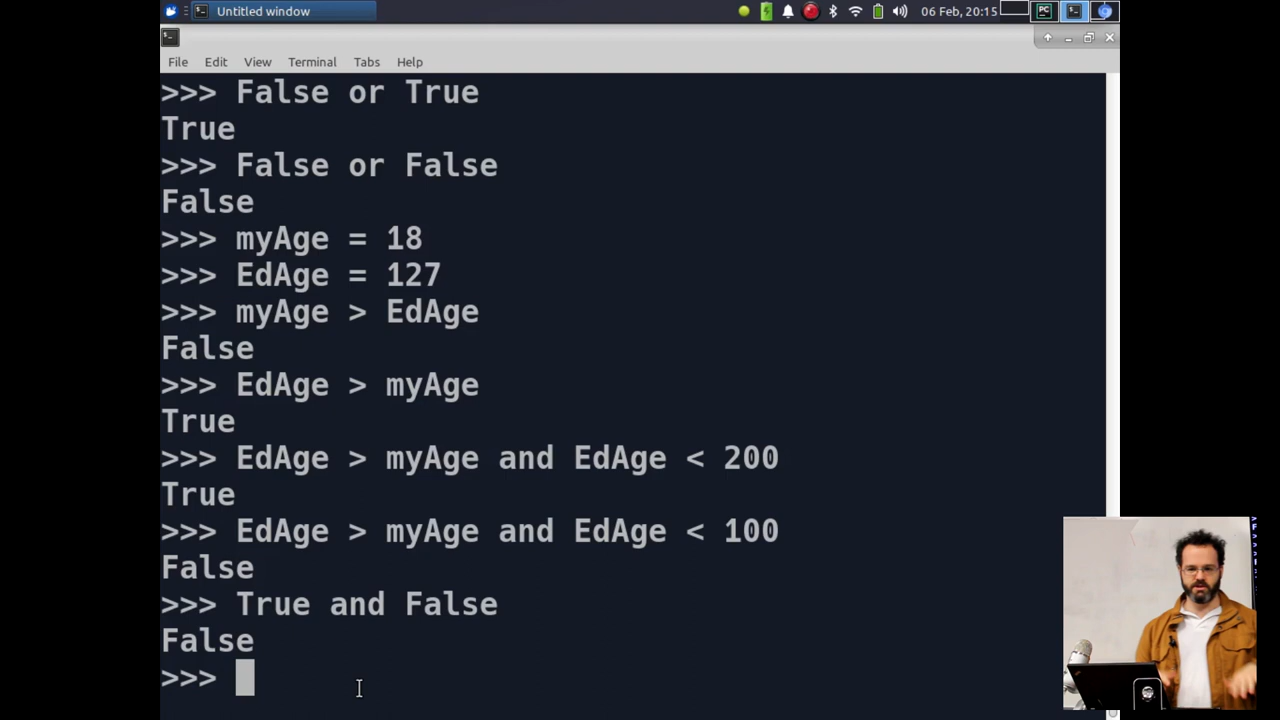 Untitled window
06 Feb, 20:15
File Edit View Terminal Tabs Help
>>> False or True
True
>>> False or False
False
>>> myAge = 18
>>> EdAge = 127
>>> myAge > EdAge
False
>>> EdAge > myAge
True
>>> EdAge > myAge and EdAge < 200
True
>>> EdAge > myAge and EdAge < 100
False
>>> True and False
False
>>>